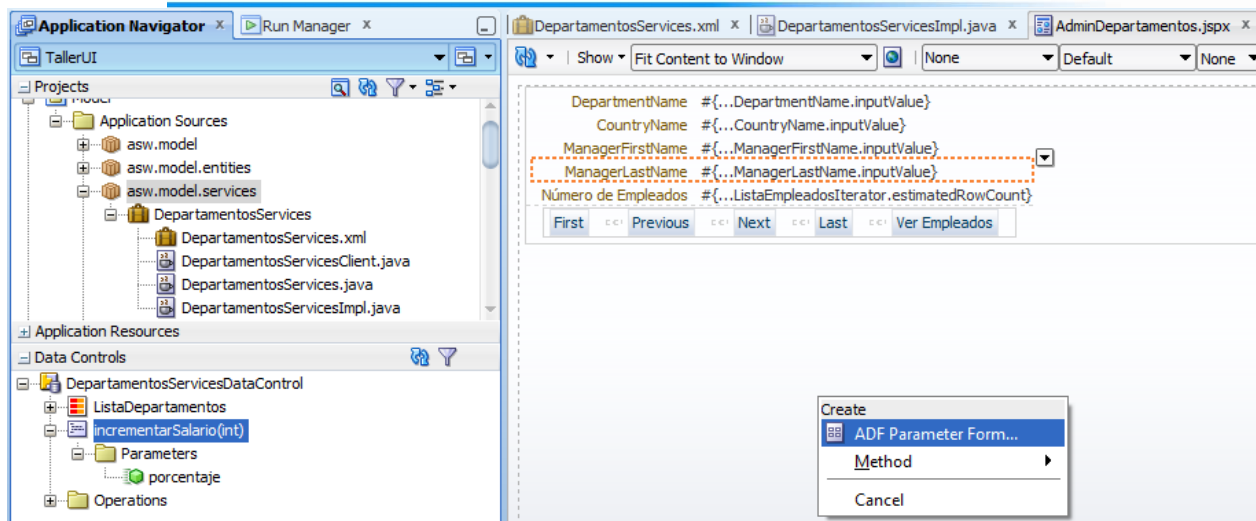 Application Navigator x Run Manager x
TallerUI
Projects
Model
Application Sources
asw.model
asw.model.entities
asw.model.services
DepartamentosServices
DepartamentosServices.xml
DepartamentosServicesClient.java
DepartamentosServices.java
DepartamentosServicesImpl.java
Application Resources
Data Controls
DepartamentosServicesDataControl
ListaDepartamentos
incrementarSalario(int)
Parameters
porcentaje
Operations
DepartamentosServices.xml x DepartamentosServicesImpl.java x AdminDepartamentos.jspx x
Show Fit Content to Window None Default None
DepartmentName #{...DepartmentName.inputValue}
CountryName #{...CountryName.inputValue}
ManagerFirstName #{...ManagerFirstName.inputValue}
ManagerLastName #{...ManagerLastName.inputValue}
Número de Empleados #{...ListaEmpleadosIterator.estimatedRowCount}
First Previous Next Last Ver Empleados
Create
ADF Parameter Form...
Method
Cancel